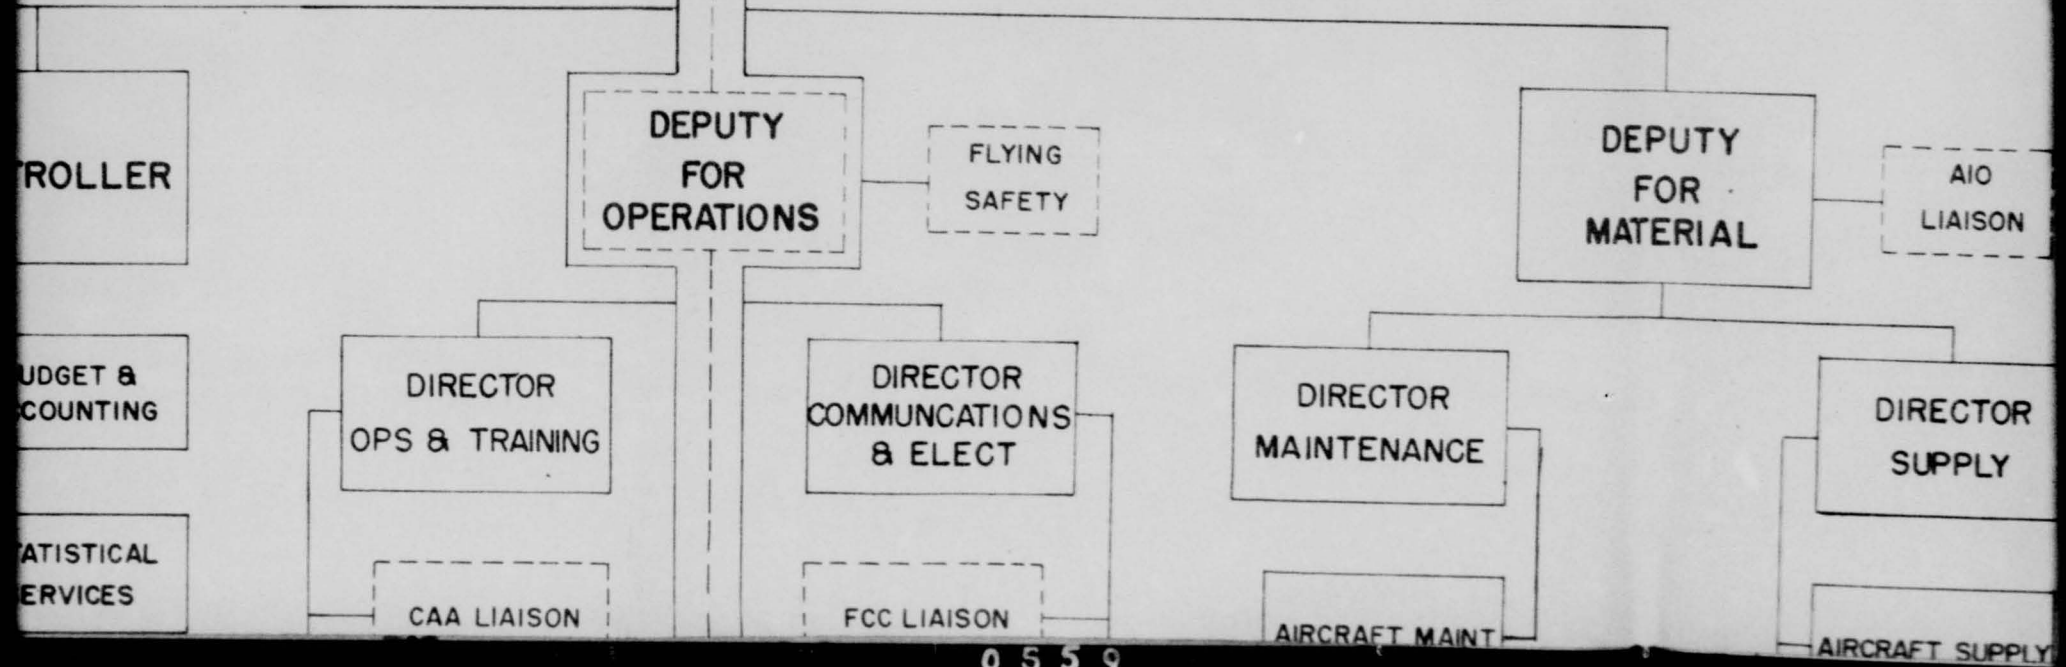 TROLLER
UDGET &
COUNTING
ATISTICAL
ERVICES
DEPUTY
FOR
OPERATIONS
FLYING
SAFETY
DIRECTOR
OPS & TRAINING
CAA LIAISON
DIRECTOR
COMMUNCATIONS
& ELECT
FCC LIAISON
DEPUTY
FOR
MATERIAL
AIO
LIAISON
DIRECTOR
MAINTENANCE
AIRCRAFT MAINT
DIRECTOR
SUPPLY
AIRCRAFT SUPPLY
0559